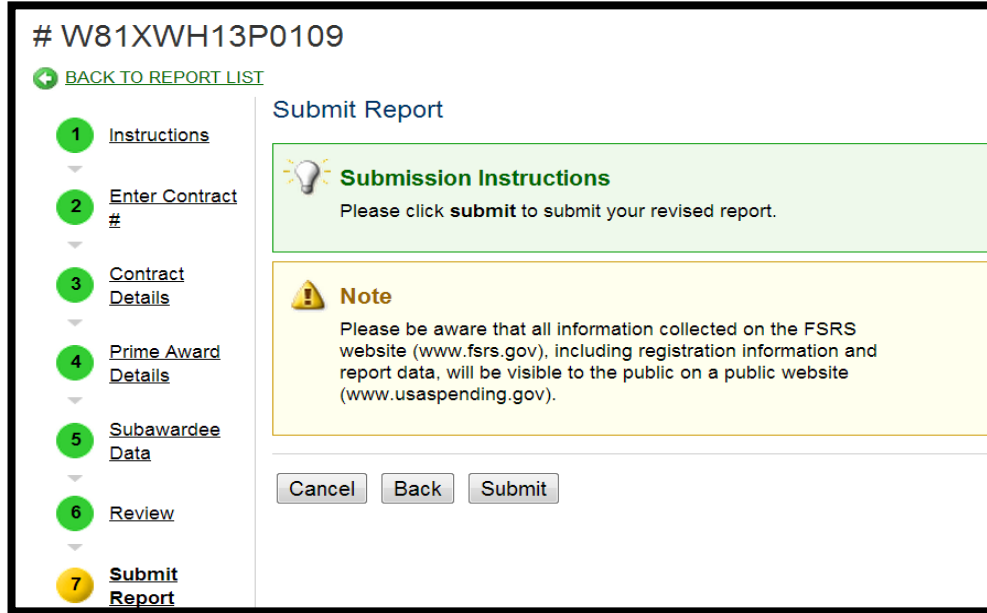 # W81XWH13P0109
BACK TO REPORT LIST
1 Instructions
2 Enter Contract
#
3 Contract
Details
4 Prime Award
Details
5 Subawardee
Data
6 Review
7 Submit
Report
Submit Report
Submission Instructions
Please click submit to submit your revised report.
Note
Please be aware that all information collected on the FSRS
website (www.fsrs.gov), including registration information and
report data, will be visible to the public on a public website
(www.usaspending.gov).
Cancel Back Submit